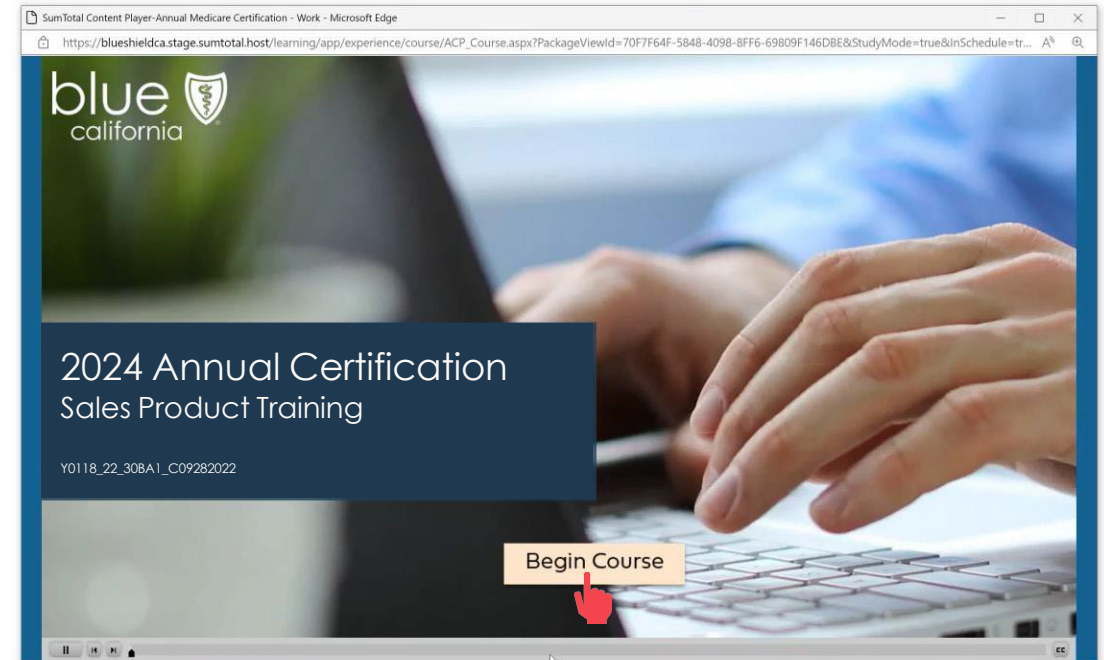 SumTotal Content Player-Annual Medicare Certification - Work - Microsoft Edge
https://blueshieldca.stage.sumtotal.host/learning/app/experience/course/ACP_Course.aspx?PackageViewId=70F7F64F-5848-4098-8FF6-69809F146DBE&StudyMode=true&InSchedule=tr...
blue
california
2024 Annual Certification
Sales Product Training
Y0118_22_30BA1_C09282022
Begin Course
CC